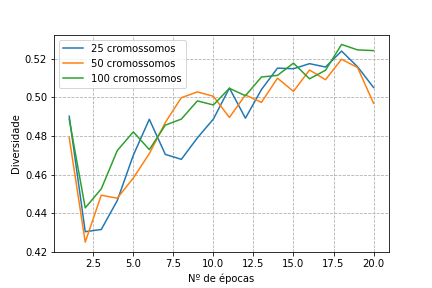 25 cromossomos
50 cromossomos
100 cromossomos
Diversidade
0.52
0.50
0.48
0.46
0.44
0.42
2.5 5.0 7.5 10.0 12.5 15.0 17.5 20.0
Nº de épocas